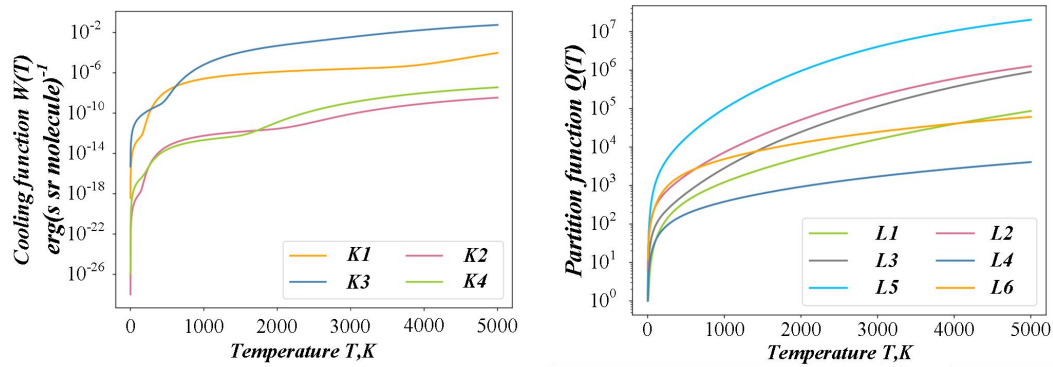 Cooling function W(T)
erg(s sr molecule)^-1
10^-2
10^-6
10^-10
10^-14
10^-18
10^-22
10^-26
K1
K2
K3
K4
0 1000 2000 3000 4000 5000
Temperature T,K
Partition function Q(T)
10^7
10^6
10^5
10^4
10^3
10^2
10^1
10^0
L1
L2
L3
L4
L5
L6
0 1000 2000 3000 4000 5000
Temperature T,K